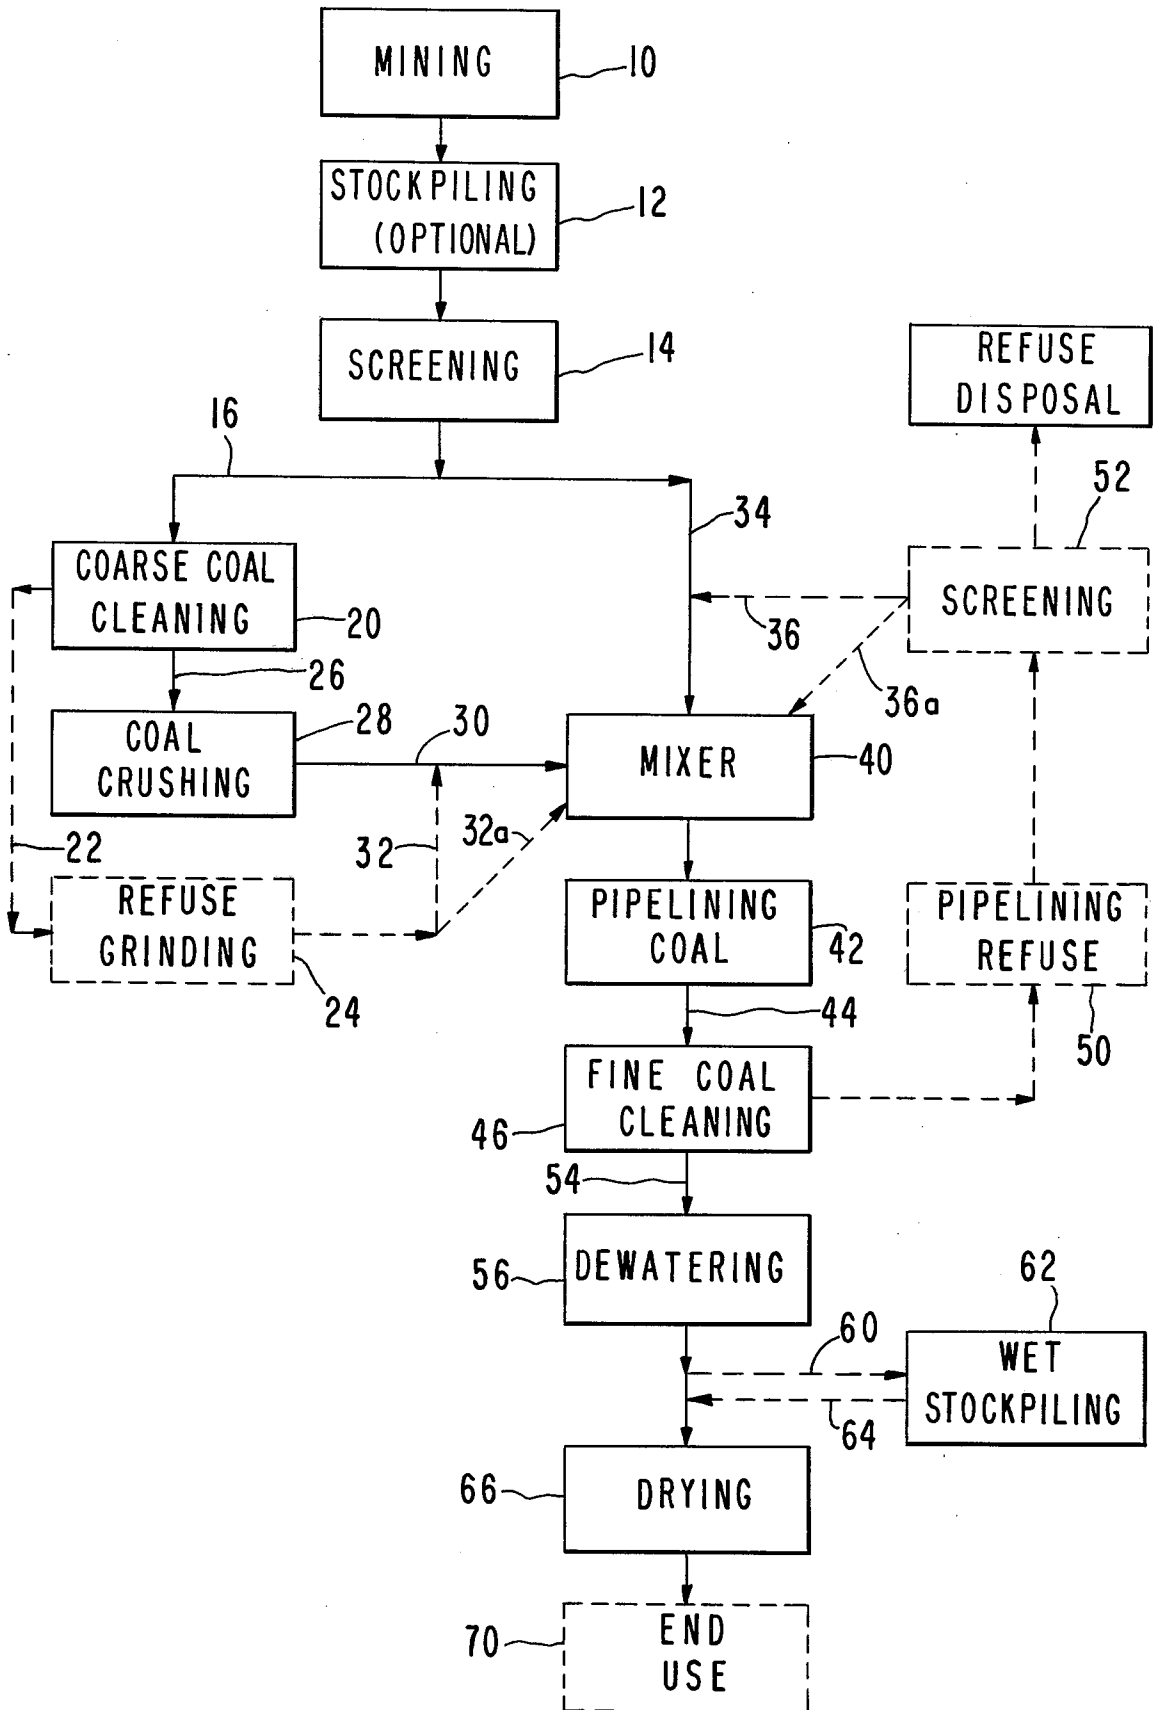 MINING
10
STOCKPILING
(OPTIONAL)
12
SCREENING
14
REFUSE
DISPOSAL
16
34
52
COARSE COAL
CLEANING
20
SCREENING
36
36a
26
COAL
CRUSHING
28
30
MIXER
40
22
32
32a
REFUSE
GRINDING
24
PIPELINING
COAL
42
PIPELINING
REFUSE
50
44
FINE COAL
CLEANING
46
54
DEWATERING
56
60
62
WET
STOCKPILING
64
DRYING
66
END
USE
70